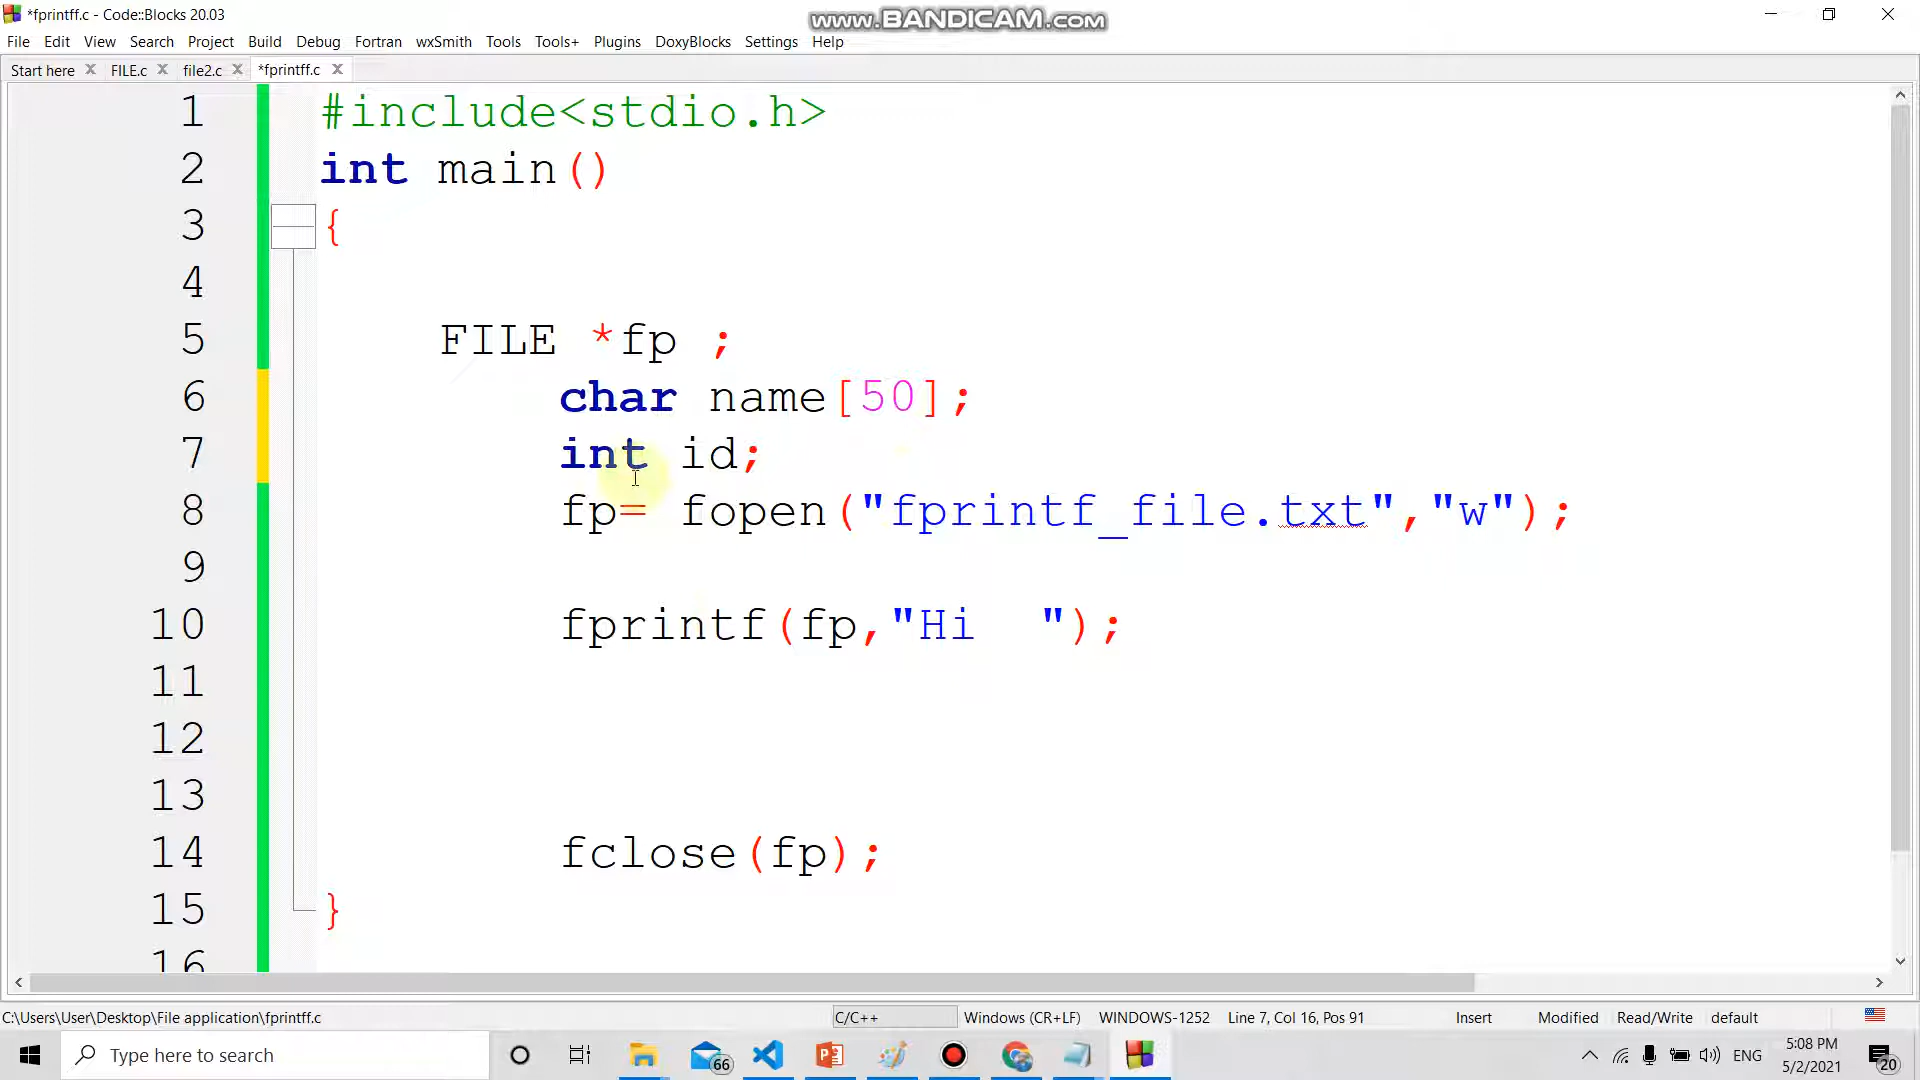 *fprintff.c - Code::Blocks 20.03
www.BANDICAM.com
File Edit View Search Project Build Debug Fortran wxSmith Tools Tools+ Plugins DoxyBlocks Settings Help
Start here FILE.c file2.c *fprintff.c
1 #include<stdio.h>
2 int main()
3 {
4
5 FILE *fp ;
6 char name[50];
7 int id;
8 fp= fopen("fprintf_file.txt","w");
9
10 fprintf(fp,"Hi  ");
11
12
13
14 fclose(fp);
15 }
16
C:\Users\User\Desktop\File application\fprintff.c C/C++ Windows (CR+LF) WINDOWS-1252 Line 7, Col 16, Pos 91 Insert Modified Read/Write default
Type here to search 66 ENG 5:08 PM
5/2/2021 20